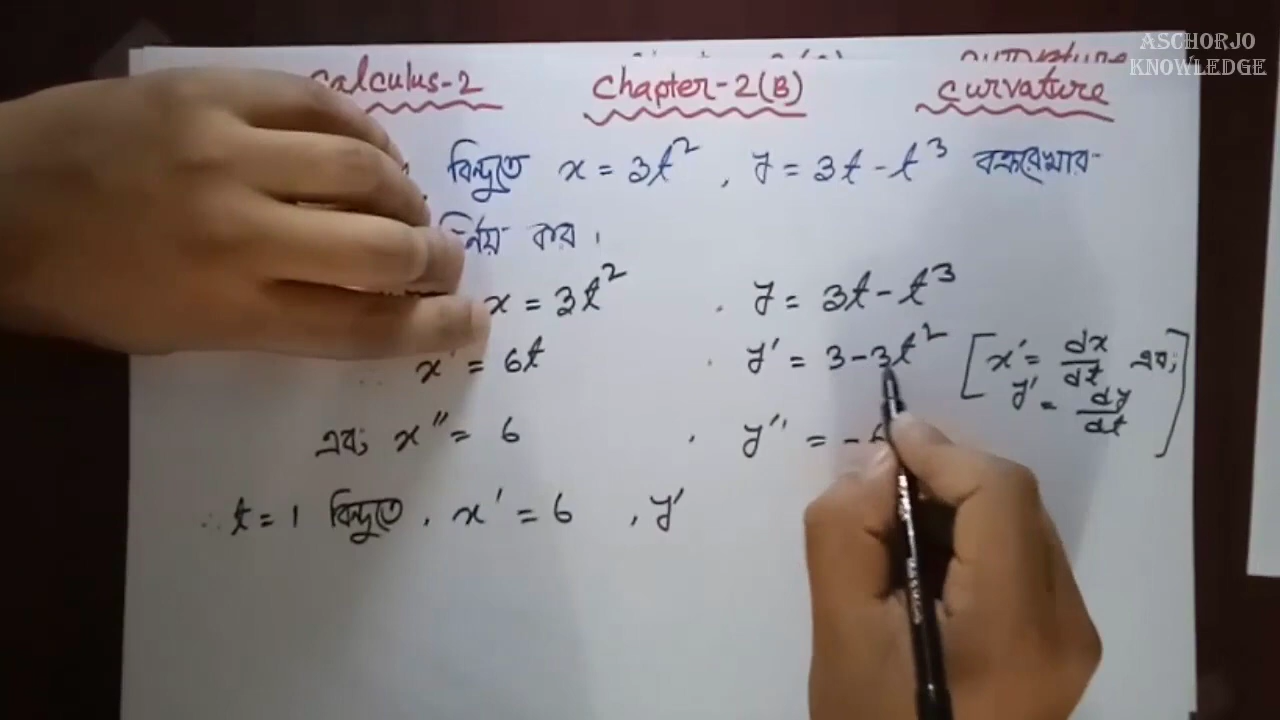 ASCHORJO
KNOWLEDGE
Calculus-2 Chapter-2(B) curvature
বিন্দুতে x = 3t², y = 3t - t³ বক্ররেখার
নির্ণয় কর।
x = 3t² y = 3t - t³
x' = 6t y' = 3 - 3t² [x' = dx/dt এবং y' = dy/dt]
এবং x'' = 6 y'' = -6
∴ t = 1 বিন্দুতে, x' = 6, y'